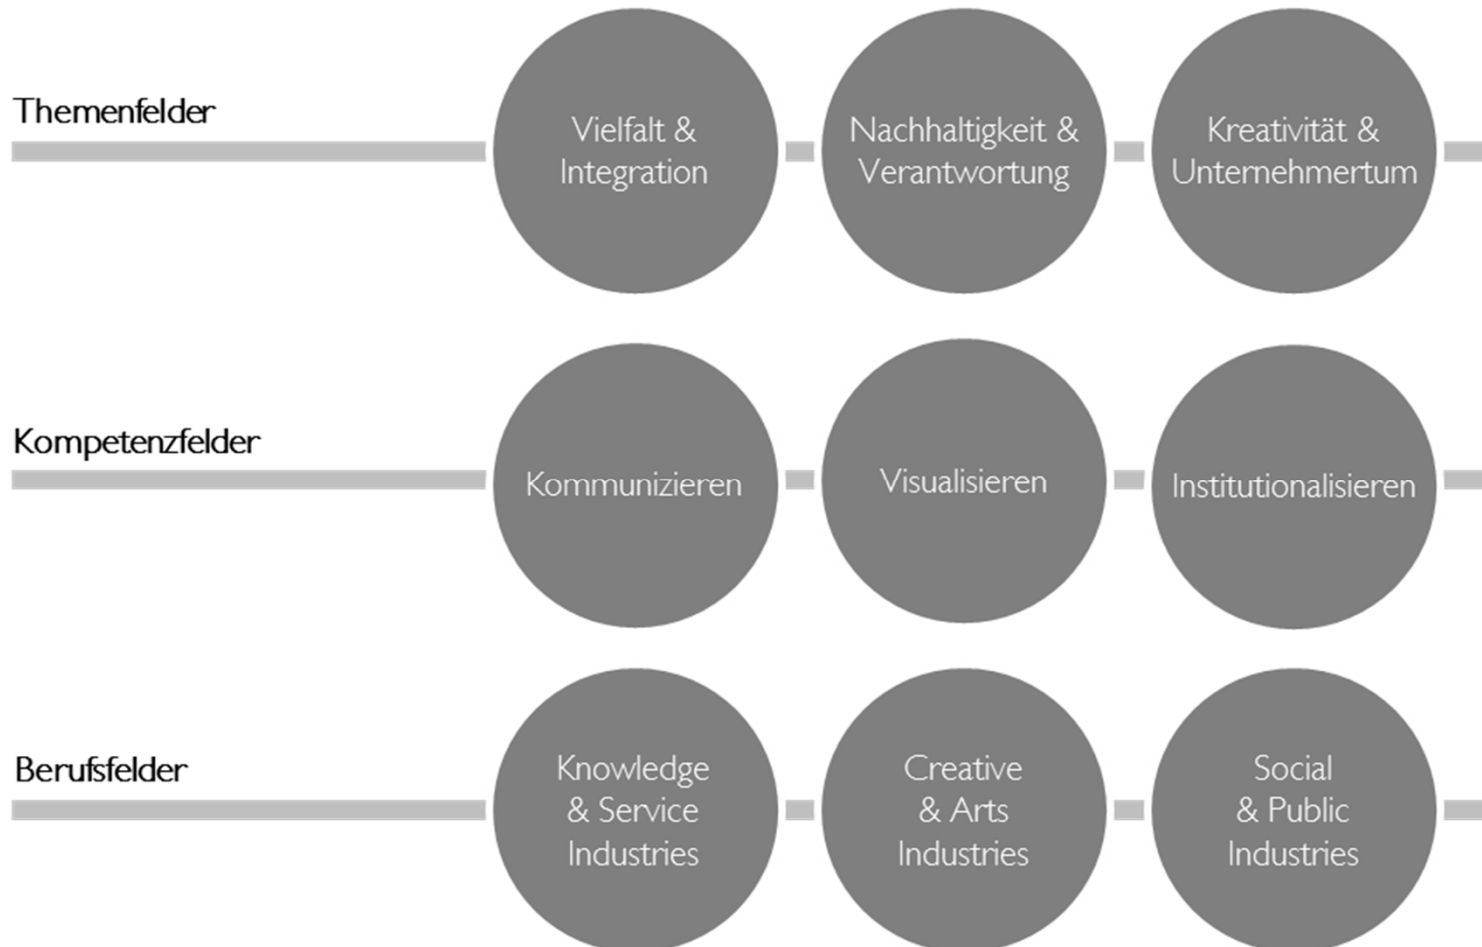 Themenfelder
Vielfalt &
Integration
Nachhaltigkeit &
Verantwortung
Kreativität &
Unternehmertum
Kompetenzfelder
Kommunizieren
Visualisieren
Institutionalisieren
Berufsfelder
Knowledge
& Service
Industries
Creative
& Arts
Industries
Social
& Public
Industries